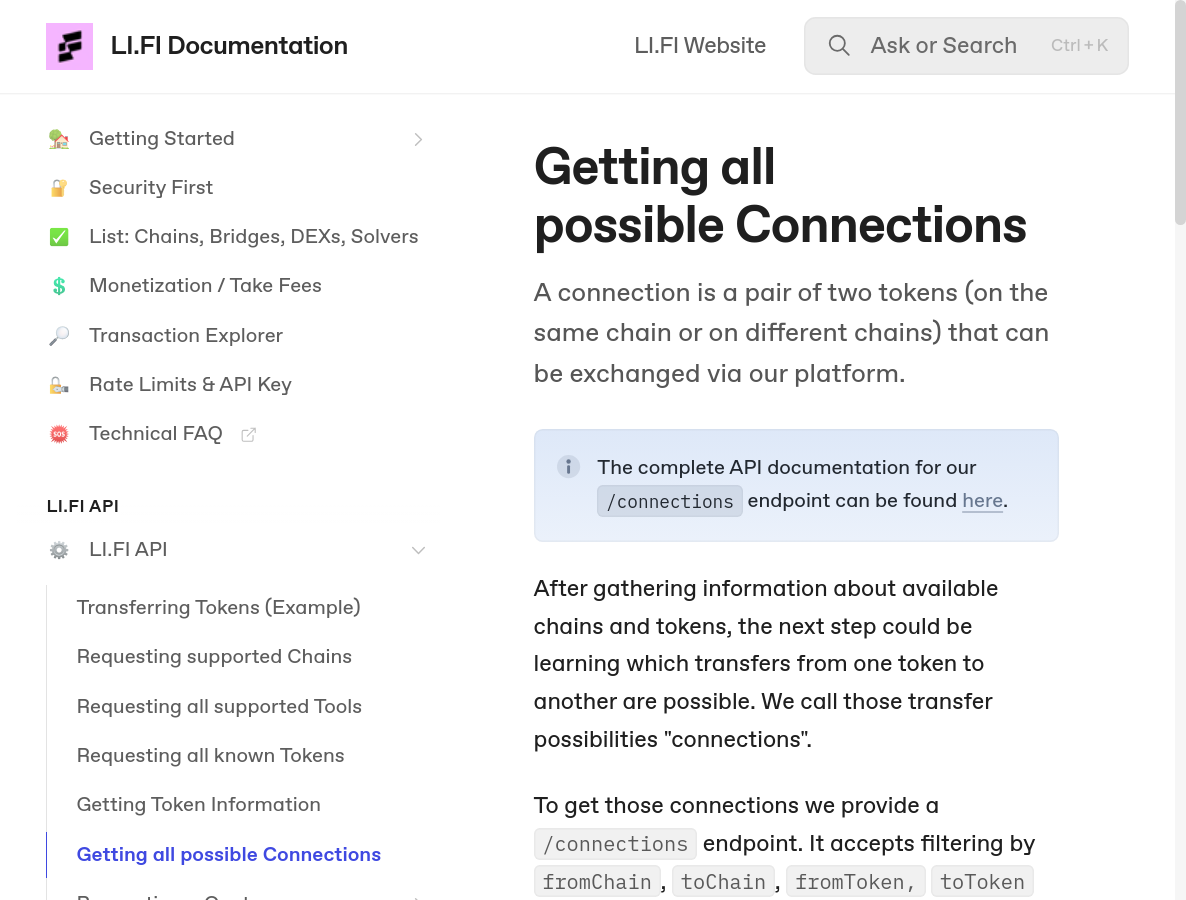 LI.FI Documentation
LI.FI Website
Ask or Search
Ctrl + K
Getting Started
Security First
List: Chains, Bridges, DEXs, Solvers
Monetization / Take Fees
Transaction Explorer
Rate Limits & API Key
Technical FAQ
LI.FI API
LI.FI API
Transferring Tokens (Example)
Requesting supported Chains
Requesting all supported Tools
Requesting all known Tokens
Getting Token Information
Getting all possible Connections
Getting all
possible Connections
A connection is a pair of two tokens (on the
same chain or on different chains) that can
be exchanged via our platform.
The complete API documentation for our
/connections endpoint can be found here.
After gathering information about available
chains and tokens, the next step could be
learning which transfers from one token to
another are possible. We call those transfer
possibilities "connections".
To get those connections we provide a
/connections endpoint. It accepts filtering by
fromChain , toChain , fromToken, toToken